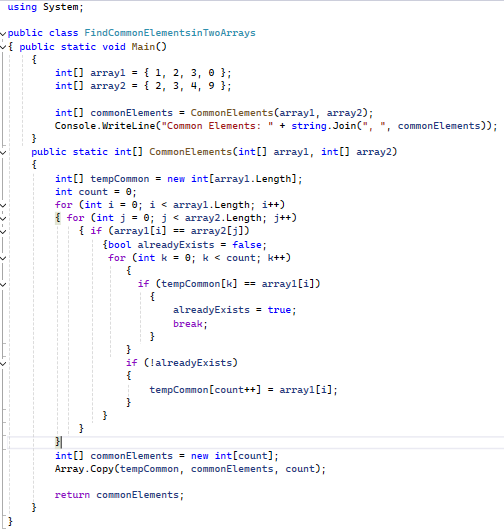 using System;
public class FindCommonElementsinTwoArrays
{ public static void Main()
{
int[] array1 = { 1, 2, 3, 0 };
int[] array2 = { 2, 3, 4, 9 };
int[] commonElements = CommonElements(array1, array2);
Console.WriteLine("Common Elements: " + string.Join(", ", commonElements));
}
public static int[] CommonElements(int[] array1, int[] array2)
{
int[] tempCommon = new int[array1.Length];
int count = 0;
for (int i = 0; i < array1.Length; i++)
{ for (int j = 0; j < array2.Length; j++)
{ if (array1[i] == array2[j])
{bool alreadyExists = false;
for (int k = 0; k < count; k++)
{
if (tempCommon[k] == array1[i])
{
alreadyExists = true;
break;
}
}
if (!alreadyExists)
{
tempCommon[count++] = array1[i];
}
}
}
}
int[] commonElements = new int[count];
Array.Copy(tempCommon, commonElements, count);
return commonElements;
}
}